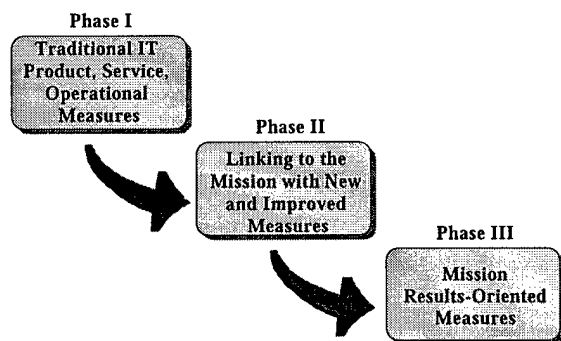 Phase I
Traditional IT
Product, Service,
Operational
Measures
Phase II
Linking to the
Mission with New
and Improved
Measures
Phase III
Mission
Results-Oriented
Measures